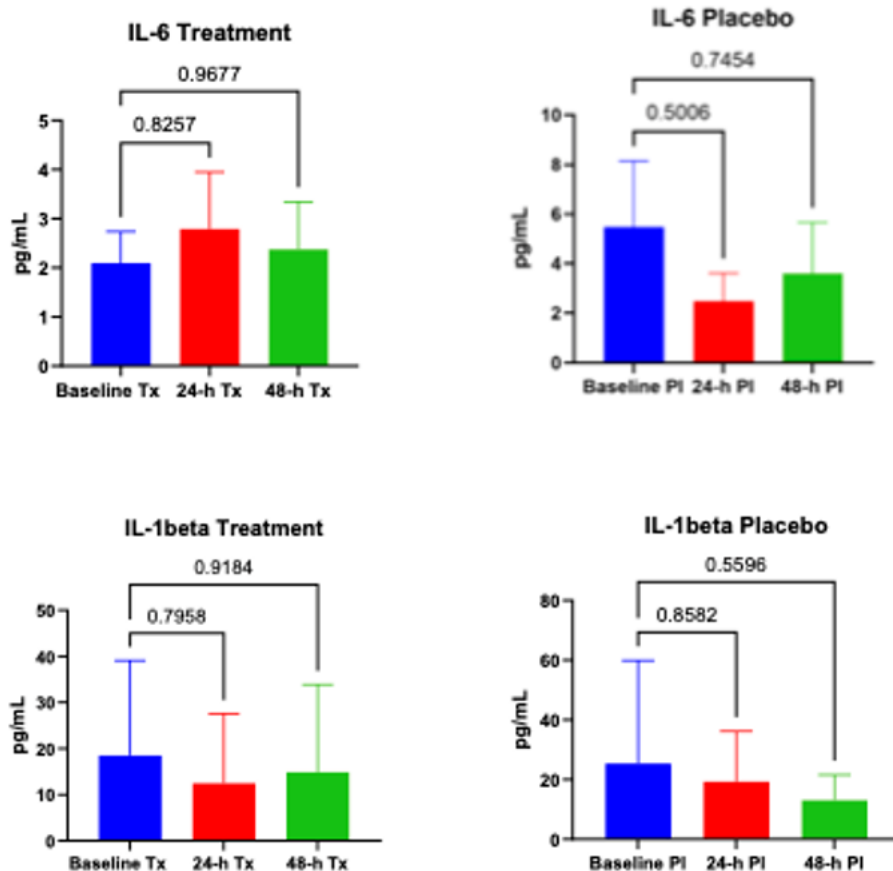 IL-6 Treatment
0.9677
0.8257
5
4
3
2
1
0
pg/mL
Baseline Tx 24-h Tx 48-h Tx
IL-6 Placebo
0.7454
0.5006
10
8
6
4
2
0
pg/mL
Baseline Pl 24-h Pl 48-h Pl
IL-1beta Treatment
0.9184
0.7958
50
40
30
20
10
0
pg/mL
Baseline Tx 24-h Tx 48-h Tx
IL-1beta Placebo
0.5596
0.8582
80
60
40
20
0
pg/mL
Baseline Pl 24-h Pl 48-h Pl